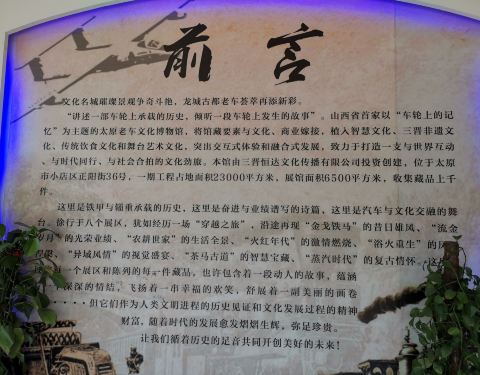 前言
文化名城璀璨景观争奇斗艳，龙城古都老车荟萃再添新彩。
“讲述一部车轮上承载的历史，倾听一段车轮上发生的故事”。山西省首家以“车轮上的记
忆”为主题的太原老车文化博物馆，将馆藏要素与文化、商业嫁接，植入智慧文化、三晋非遗文
化、传统饮食文化和舞台艺术文化，突出交互式体验和融合式发展，致力于打造一支与世界互动
、与时代同行、与社会合拍的文化劲旅。本馆由三晋恒达文化传播有限公司投资创建，位于太原
市小店区正阳街36号，一期工程占地面积23000平方米，展馆面积6500平方米，收集藏品上千
件。
这里是铁甲与锱重承载的历史，这里是奋进与业绩谱写的诗篇，这里是汽车与文化交融的舞
台。徐行于八个展区，犹如经历一场“穿越之旅”，沿途再现“金戈铁马”的昔日雄风、“流金
岁月”的光荣业绩、“农耕世家”的生活全景、“火红年代”的激情燃烧、“浴火重生”的
、“异域风情”的视觉盛宴、“茶马古道”的智慧宝藏、“蒸汽时代”的复古情怀。这
每一个展区和陈列的每一件藏品，也许包含着一段动人的故事，蕴涵
深深的情结，飞扬着一串幸福的欢笑，舒展着一副美丽的画卷
······但它们作为人类文明进程的历史见证和文化发展过程的精神
财富，随着时代的发展愈发熠熠生辉，弥足珍贵。
让我们循着历史的足音共同开创美好的未来！